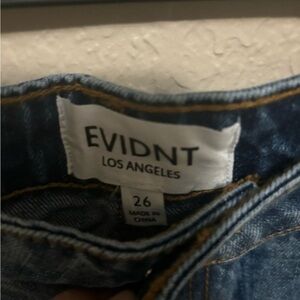 EVIDNT
LOS ANGELES
26
MADE IN
CHINA